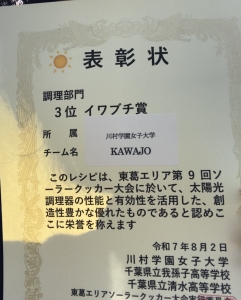 表彰状
調理部門
3位 イワブチ賞
所属 川村学園女子大学
チーム名 KAWAJO
このレシピは、東葛エリア第9回ソ
ーラークッカー大会に於いて、太陽光
調理器の性能と有効性を活用した、創
造性豊かな優れたものであると認めこ
こに栄誉を称えます
令和7年8月2日
川村学園女子大学
千葉県立我孫子高等学校
千葉県立清水高等学校
東葛エリアソーラークッカー大会実行委員会